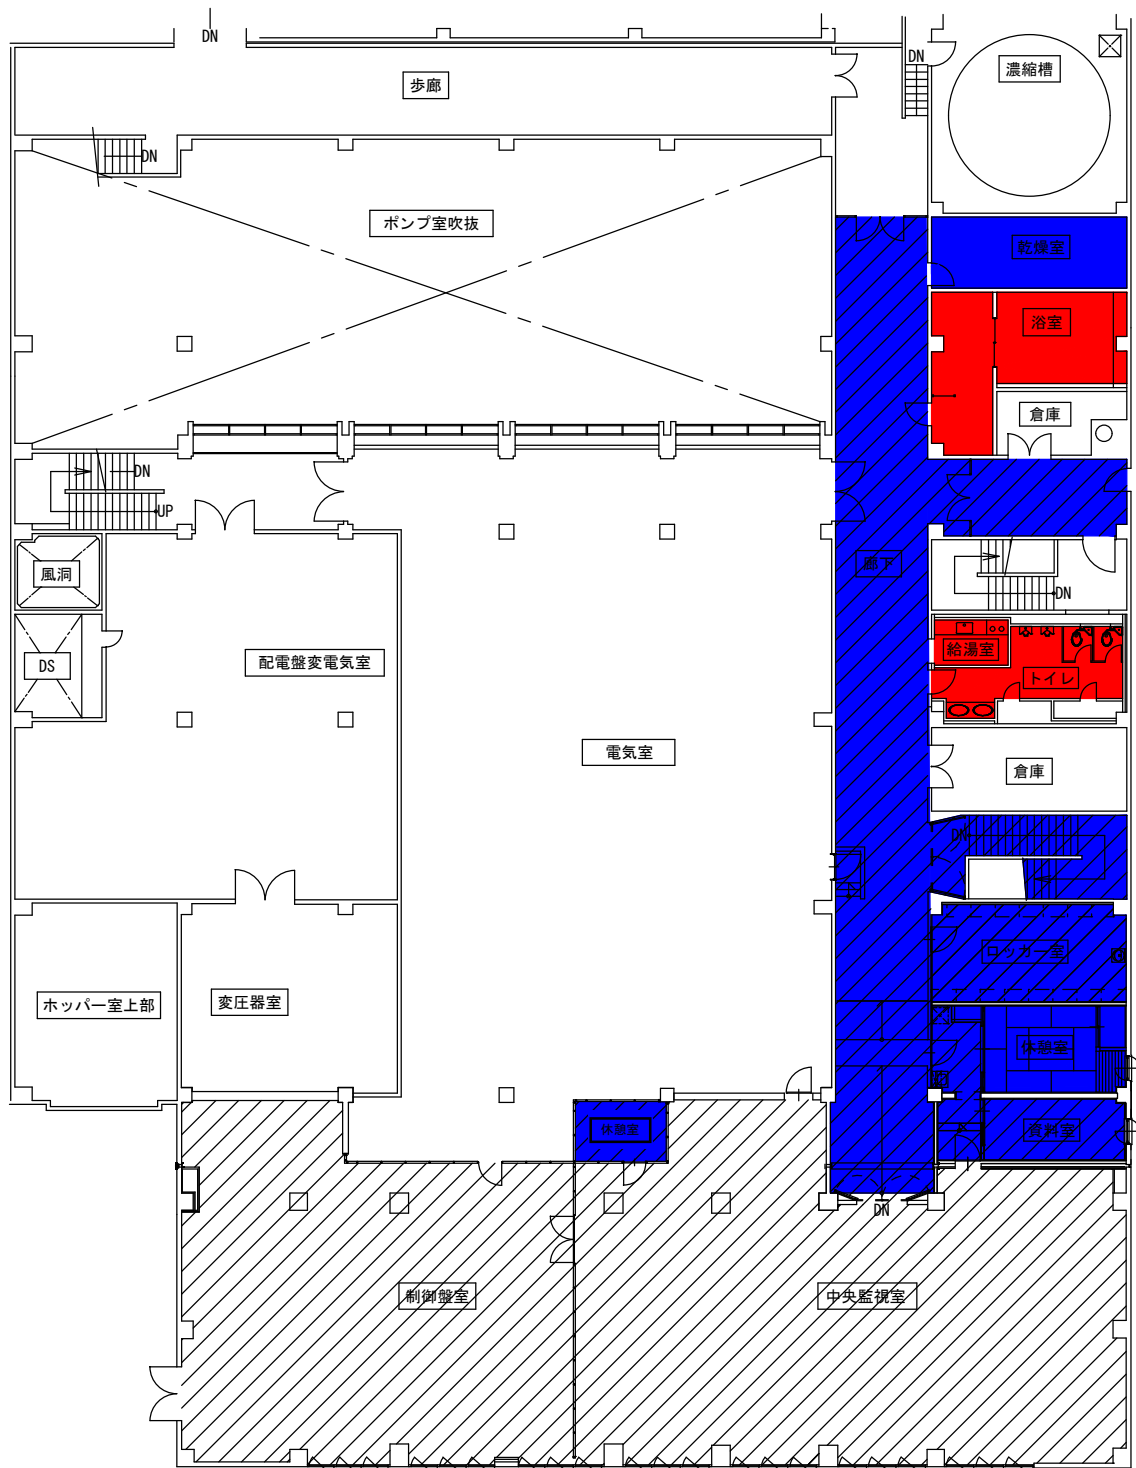 DN
DN
歩廊
濃縮槽
DN
ポンプ室吹抜
乾燥室
浴室
倉庫
DN
UP
廊下
風洞
DN
DS
配電盤変電気室
給湯室
トイレ
電気室
倉庫
DN
ロッカー室
ホッパー室上部
変圧器室
休憩室
休憩室
資料室
DN
制御盤室
中央監視室